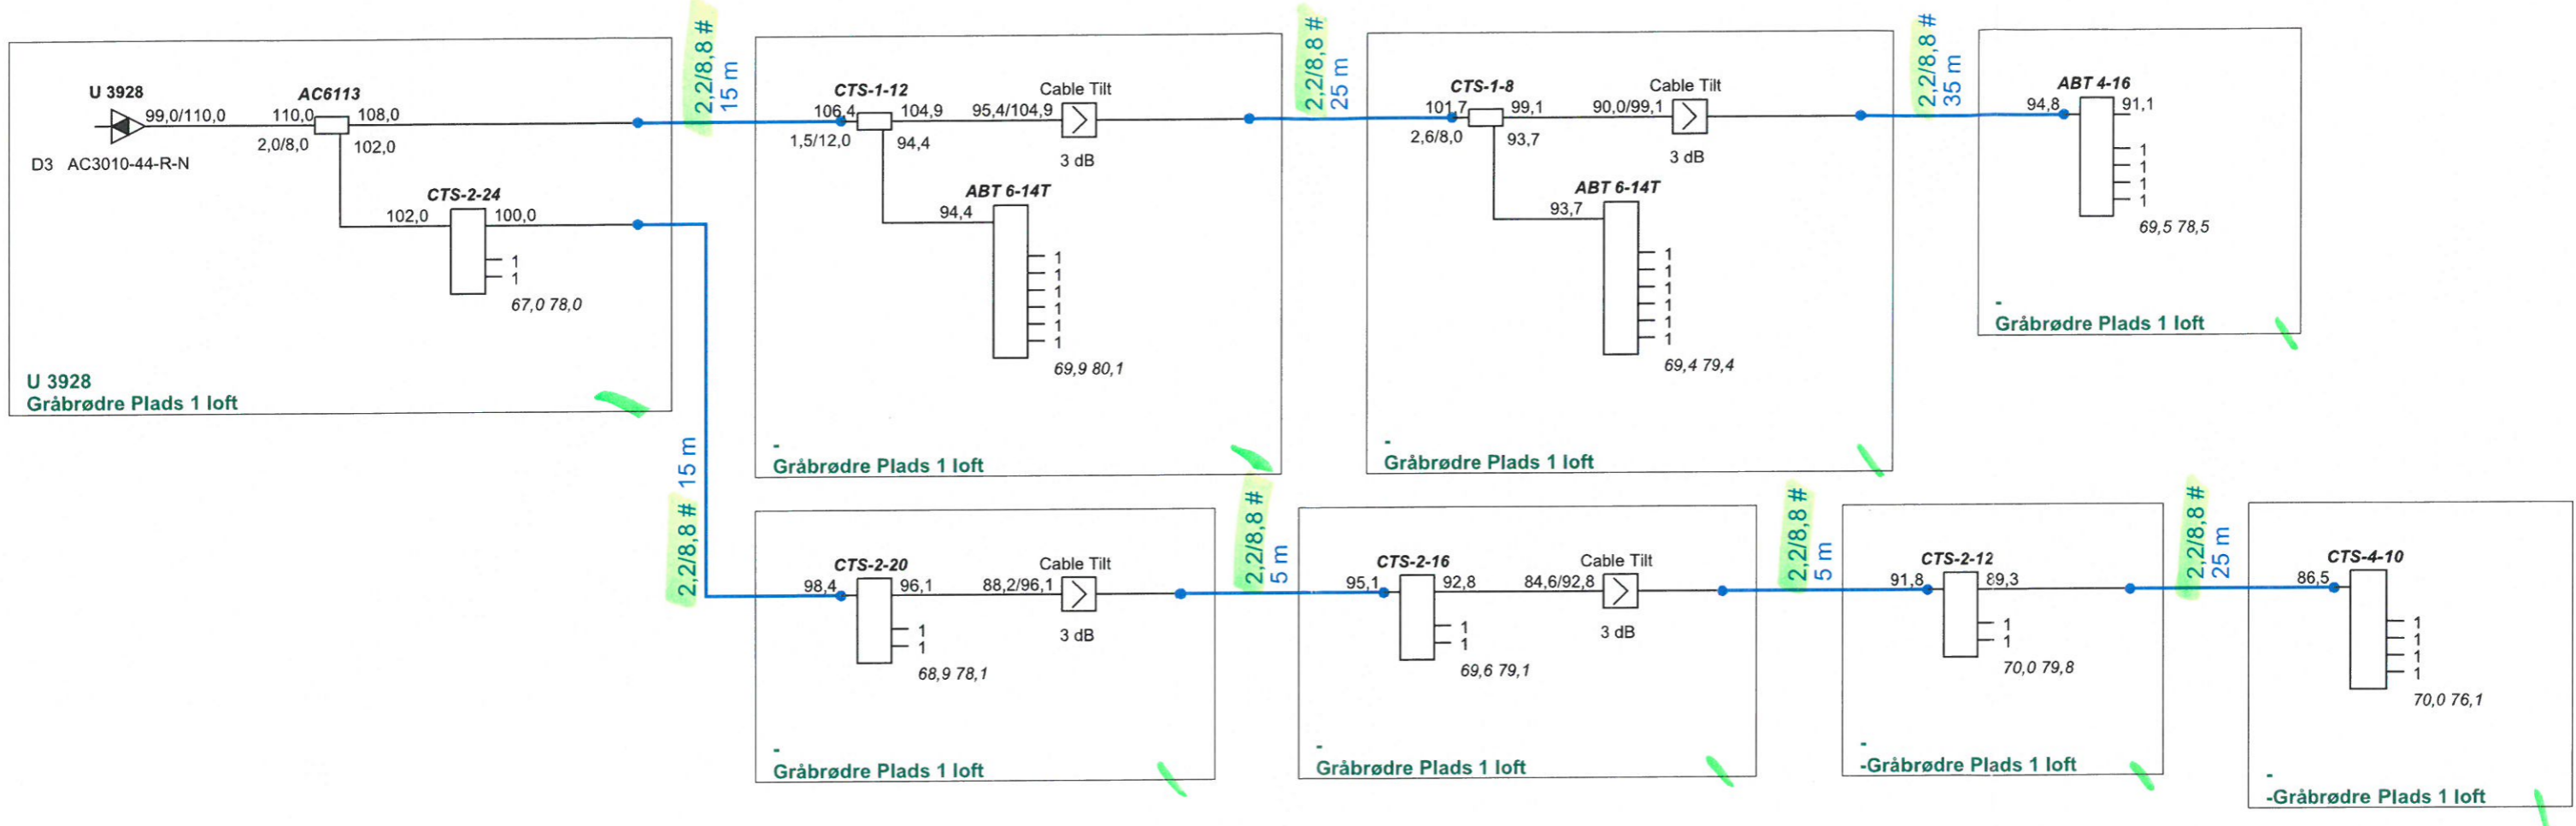 U 3928
99,0/110,0
D3 AC3010-44-R-N
AC6113
110,0
108,0
2,0/8,0
102,0
CTS-2-24
102,0
100,0
1
1
67,0 78,0
U 3928
Gråbrødre Plads 1 loft
2,2/8,8 #
15 m
CTS-1-12
106,4
104,9
1,5/12,0
94,4
95,4/104,9
Cable Tilt
3 dB
ABT 6-14T
94,4
1
1
1
1
1
1
69,9 80,1
-
Gråbrødre Plads 1 loft
2,2/8,8 #
25 m
CTS-1-8
101,7
99,1
2,6/8,0
93,7
90,0/99,1
Cable Tilt
3 dB
ABT 6-14T
93,7
1
1
1
1
1
1
69,4 79,4
-
Gråbrødre Plads 1 loft
2,2/8,8 #
35 m
ABT 4-16
94,8
91,1
1
1
1
1
69,5 78,5
-
Gråbrødre Plads 1 loft
2,2/8,8 # 15 m
CTS-2-20
98,4
96,1
88,2/96,1
Cable Tilt
3 dB
1
1
68,9 78,1
-
Gråbrødre Plads 1 loft
2,2/8,8 #
5 m
CTS-2-16
95,1
92,8
84,6/92,8
Cable Tilt
3 dB
1
1
69,6 79,1
-
Gråbrødre Plads 1 loft
2,2/8,8 #
5 m
CTS-2-12
91,8
89,3
1
1
70,0 79,8
-
-Gråbrødre Plads 1 loft
2,2/8,8 #
25 m
CTS-4-10
86,5
1
1
1
1
70,0 76,1
-
-Gråbrødre Plads 1 loft